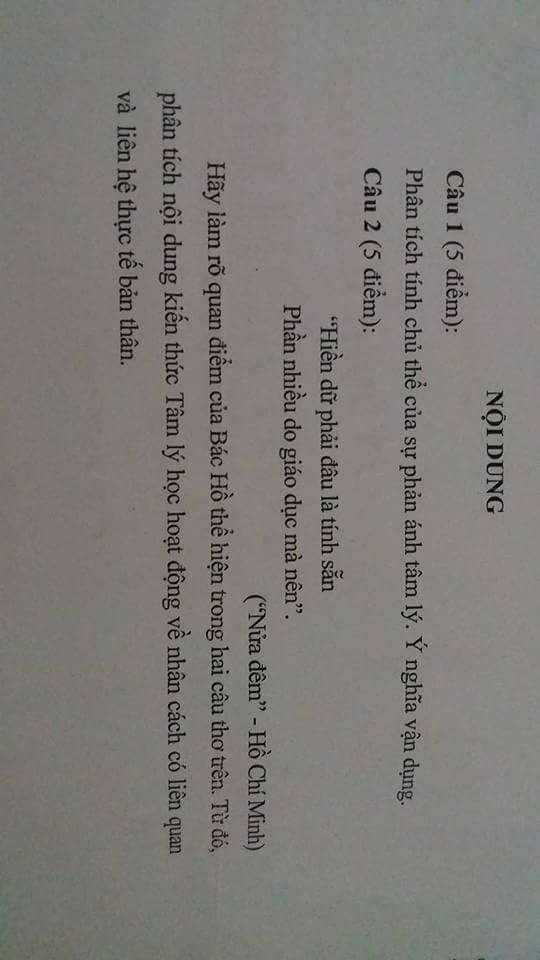 NỘI DUNG
Câu 1 (5 điểm):
Phân tích tính chủ thể của sự phản ánh tâm lý. Ý nghĩa vận dụng.
Câu 2 (5 điểm):
“Hiền dữ phải đâu là tính sẵn
Phần nhiều do giáo dục mà nên”.
(“Nửa đêm” - Hồ Chí Minh)
Hãy làm rõ quan điểm của Bác Hồ thể hiện trong hai câu thơ trên. Từ đó,
phân tích nội dung kiến thức Tâm lý học hoạt động về nhân cách có liên quan
và liên hệ thực tế bản thân.